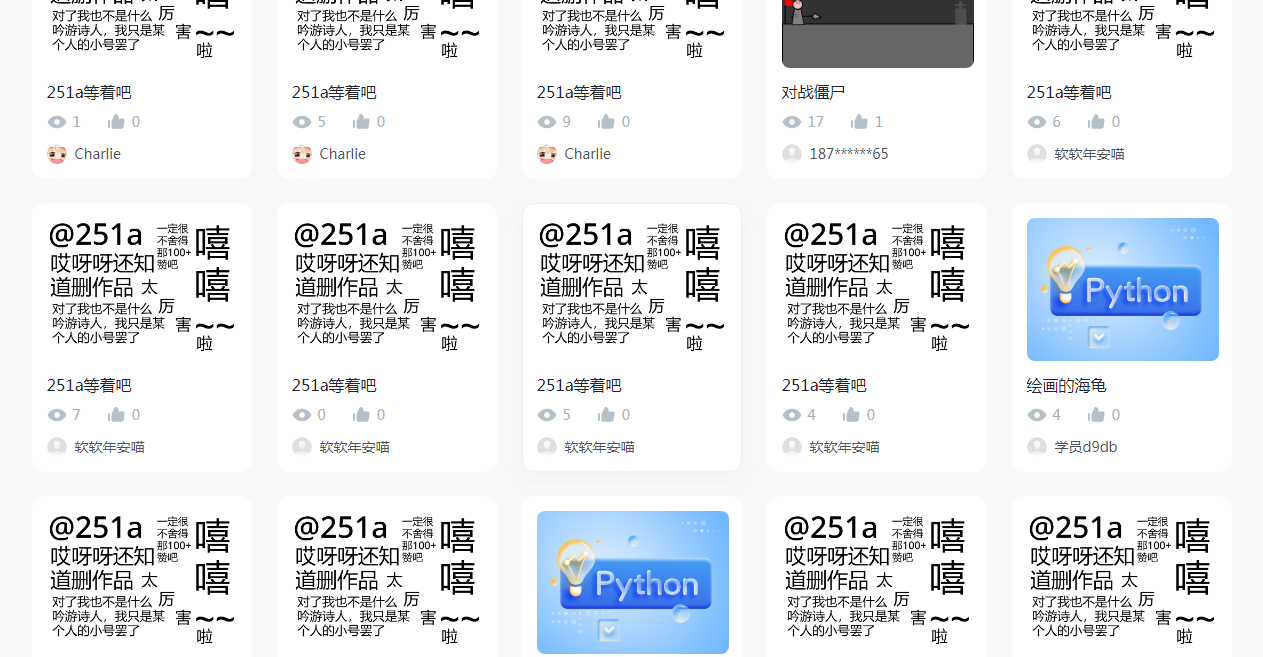 对了我也不是什么 厉
吟游诗人，我只是某 害 ~~
个人的小号罢了 啦
251a等着吧
1 0
Charlie
对了我也不是什么 厉
吟游诗人，我只是某 害 ~~
个人的小号罢了 啦
251a等着吧
5 0
Charlie
对了我也不是什么 厉
吟游诗人，我只是某 害 ~~
个人的小号罢了 啦
251a等着吧
9 0
Charlie
对战僵尸
17 1
187******65
对了我也不是什么 厉
吟游诗人，我只是某 害 ~~
个人的小号罢了 啦
251a等着吧
6 0
软软年安喵
@251a 一定很 嘻
不舍得
哎呀呀还知 那100+
赞吧
道删作品 太 嘻
对了我也不是什么 厉
吟游诗人，我只是某 害 ~~
个人的小号罢了 啦
251a等着吧
7 0
软软年安喵
@251a 一定很 嘻
不舍得
哎呀呀还知 那100+
赞吧
道删作品 太 嘻
对了我也不是什么 厉
吟游诗人，我只是某 害 ~~
个人的小号罢了 啦
251a等着吧
0 0
软软年安喵
@251a 一定很 嘻
不舍得
哎呀呀还知 那100+
赞吧
道删作品 太 嘻
对了我也不是什么 厉
吟游诗人，我只是某 害 ~~
个人的小号罢了 啦
251a等着吧
5 0
软软年安喵
@251a 一定很 嘻
不舍得
哎呀呀还知 那100+
赞吧
道删作品 太 嘻
对了我也不是什么 厉
吟游诗人，我只是某 害 ~~
个人的小号罢了 啦
251a等着吧
4 0
软软年安喵
Python
绘画的海龟
4 0
学员d9db
@251a 一定很 嘻
不舍得
哎呀呀还知 那100+
赞吧
道删作品 太 嘻
对了我也不是什么 厉
吟游诗人，我只是某 害 ~~
个人的小号罢了 啦
@251a 一定很 嘻
不舍得
哎呀呀还知 那100+
赞吧
道删作品 太 嘻
对了我也不是什么 厉
吟游诗人，我只是某 害 ~~
个人的小号罢了 啦
Python
@251a 一定很 嘻
不舍得
哎呀呀还知 那100+
赞吧
道删作品 太 嘻
对了我也不是什么 厉
吟游诗人，我只是某 害 ~~
个人的小号罢了 啦
@251a 一定很 嘻
不舍得
哎呀呀还知 那100+
赞吧
道删作品 太 嘻
对了我也不是什么 厉
吟游诗人，我只是某 害 ~~
个人的小号罢了 啦